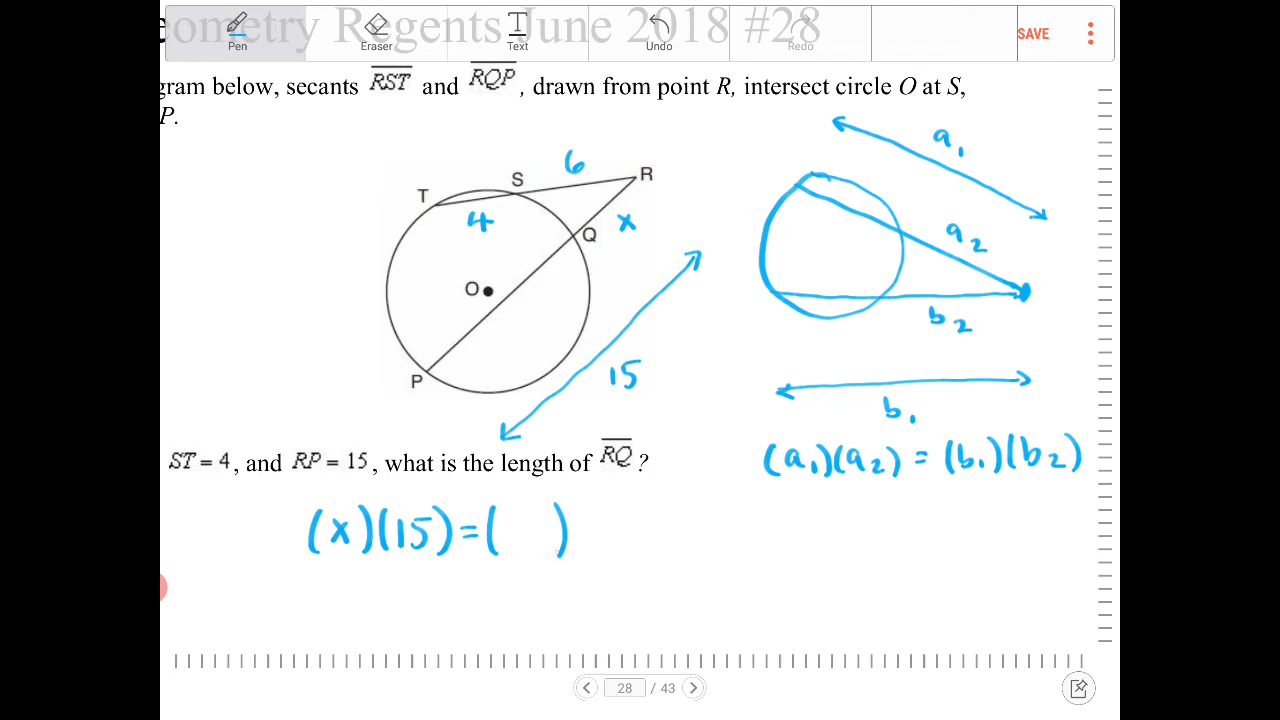 eometry Regents June 2018 #28
Pen
Eraser
Text
Undo
Redo
SAVE
gram below, secants RST and RQP, drawn from point R, intersect circle O at S,
P.
a₁
6
R
S
T
4
x
Q
a₂
O
b₂
15
P
b₁
(a₁)(a₂) = (b₁)(b₂)
ST = 4, and RP = 15, what is the length of RQ?
(x)(15)=( )
28 / 43